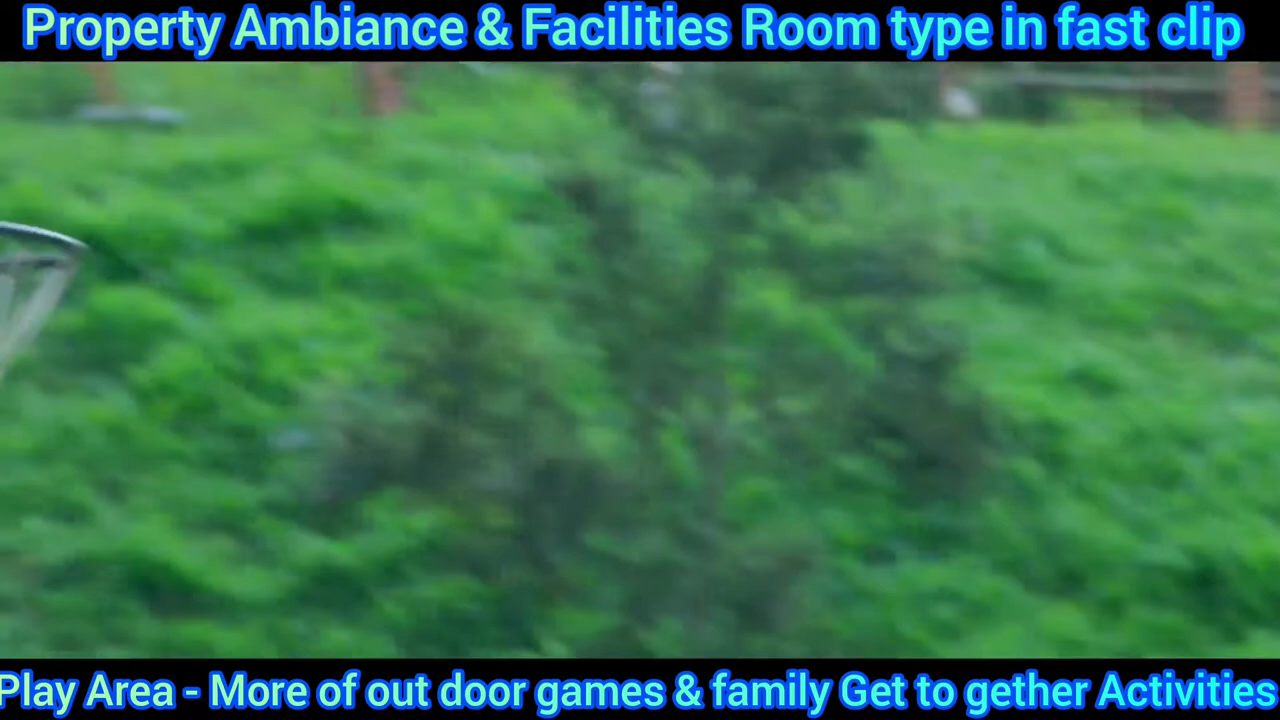 Property Ambiance & Facilities Room type in fast clip
Play Area - More of out door games & family Get to gether Activities